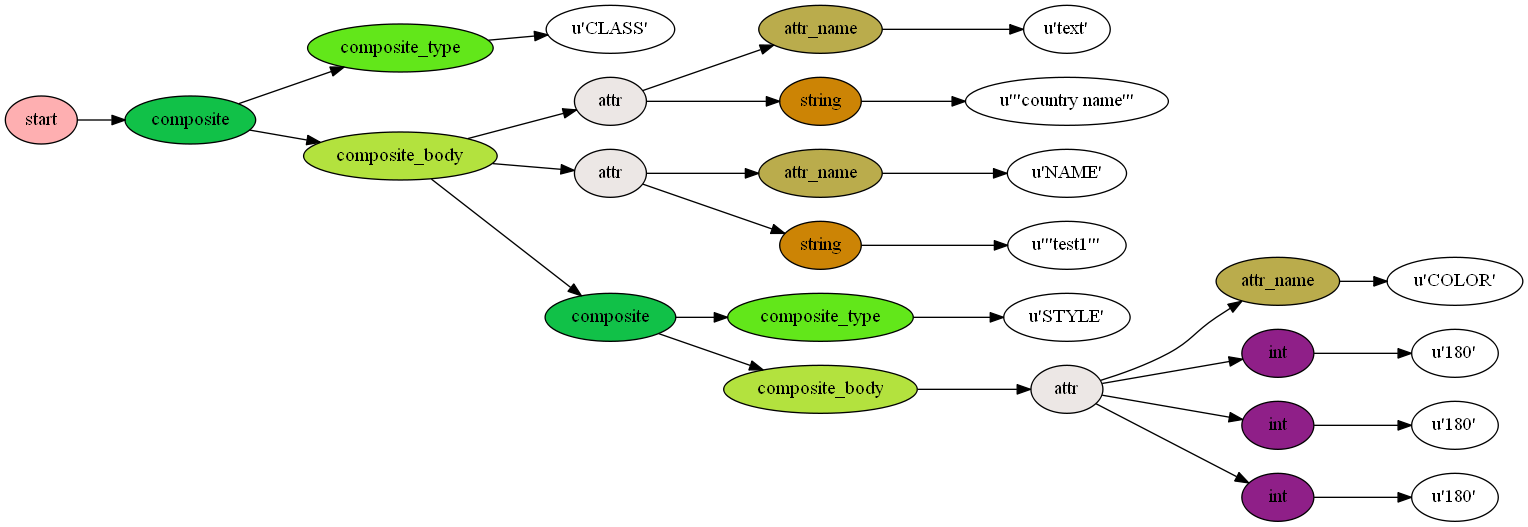 start
composite
composite_type
u'CLASS'
composite_body
attr
attr_name
u'text'
string
u'"country name"'
attr
attr_name
u'NAME'
string
u'"test1"'
composite
composite_type
u'STYLE'
composite_body
attr
attr_name
u'COLOR'
int
u'180'
int
u'180'
int
u'180'